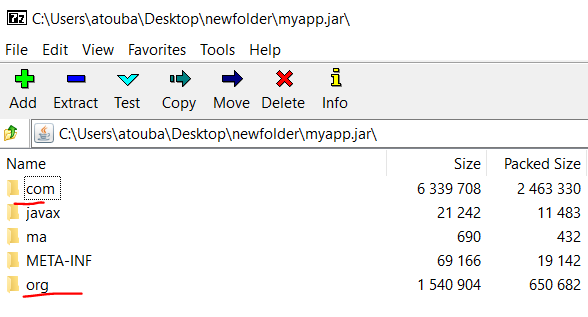 7z C:\Users\atouba\Desktop\newfolder\myapp.jar\
File Edit View Favorites Tools Help
Add Extract Test Copy Move Delete Info
C:\Users\atouba\Desktop\newfolder\myapp.jar\
Name Size Packed Size
com 6 339 708 2 463 330
javax 21 242 11 483
ma 690 432
META-INF 69 166 19 142
org 1 540 904 650 682